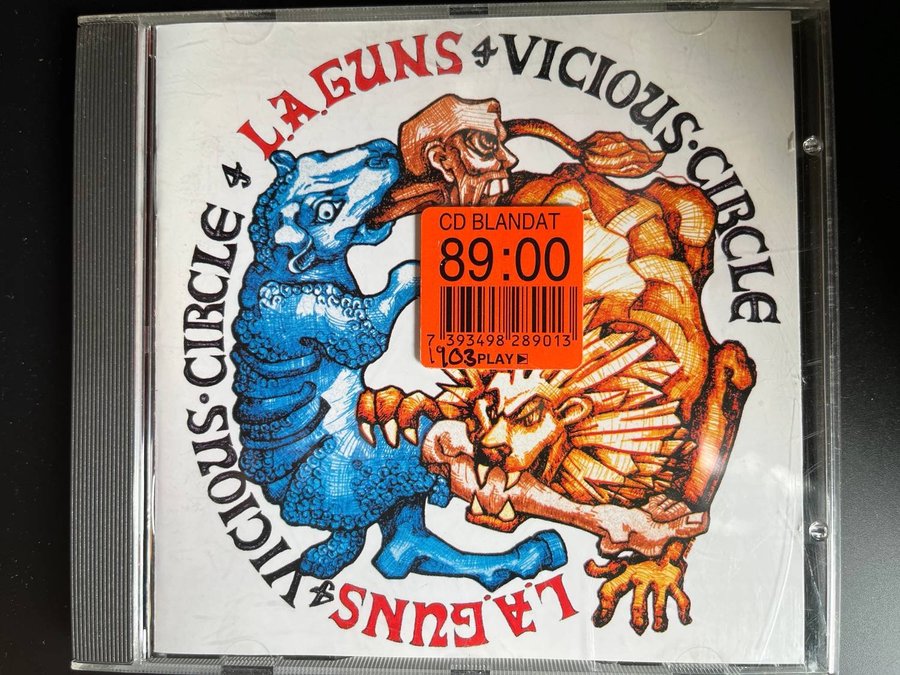 L.A.GUNS & VICIOUS·CIRCLE
& VICIOUS·CIRCLE &
L.A.GUNS
CD BLANDAT
89:00
7 393498 289013
1903 PLAY